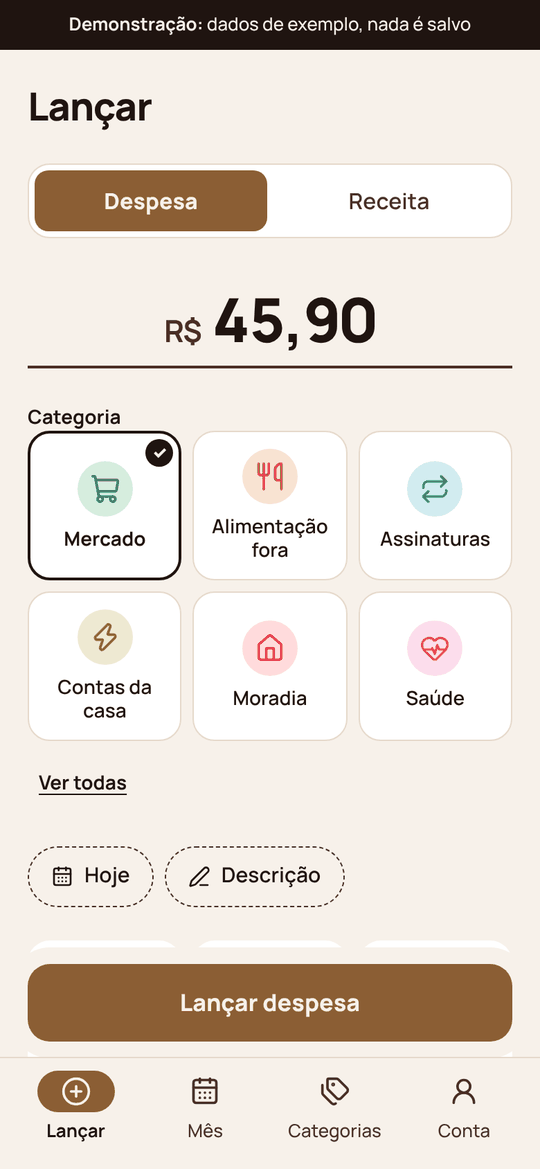 Demonstração: dados de exemplo, nada é salvo
Lançar
Despesa
Receita
R$ 45,90
Categoria
Mercado
Alimentação
fora
Assinaturas
Contas da
casa
Moradia
Saúde
Ver todas
Hoje
Descrição
Lançar despesa
Lançar
Mês
Categorias
Conta